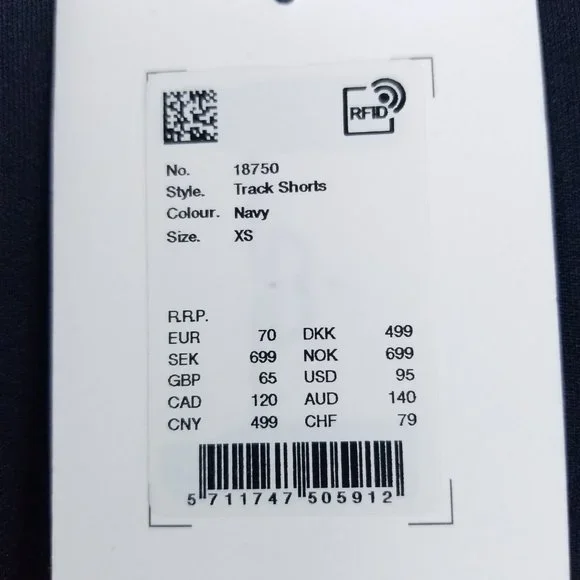 RFID
No. 18750
Style. Track Shorts
Colour. Navy
Size. XS
R.R.P.
EUR 70 DKK 499
SEK 699 NOK 699
GBP 65 USD 95
CAD 120 AUD 140
CNY 499 CHF 79
5 711747 505912